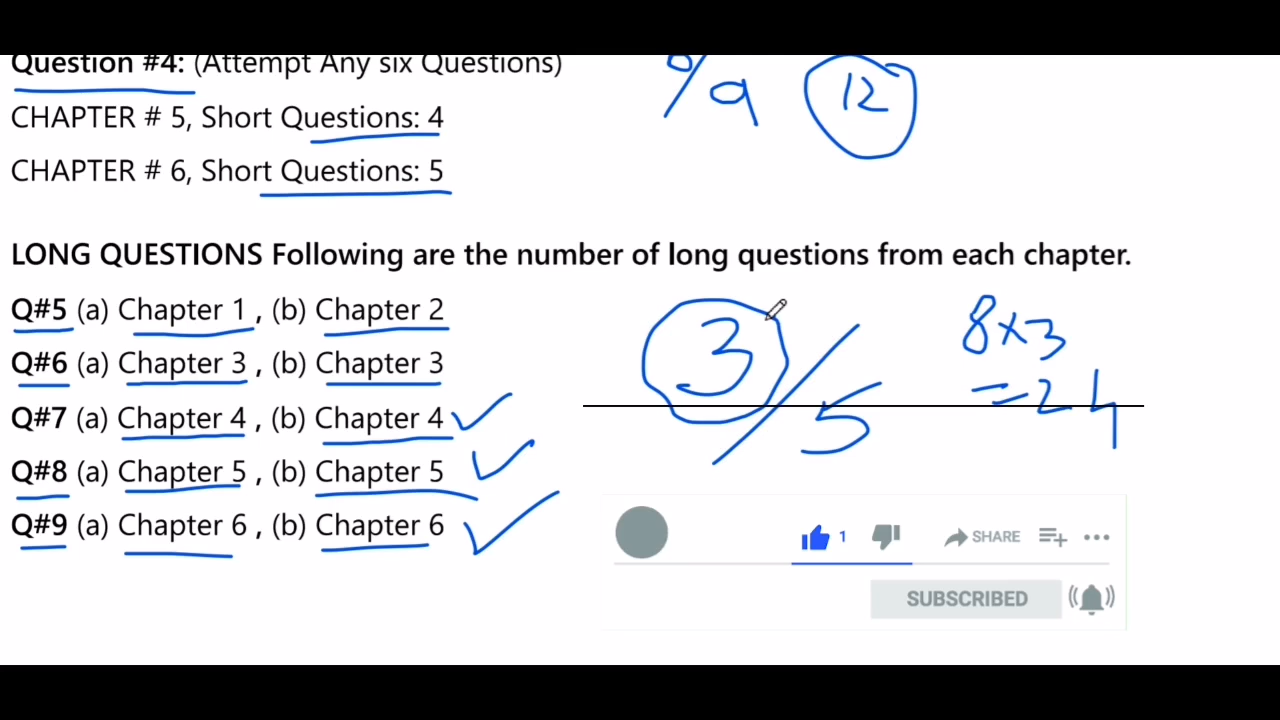 Question #4: (Attempt Any six Questions)
/9 12
CHAPTER # 5, Short Questions: 4
CHAPTER # 6, Short Questions: 5
LONG QUESTIONS Following are the number of long questions from each chapter.
Q#5 (a) Chapter 1 , (b) Chapter 2
Q#6 (a) Chapter 3 , (b) Chapter 3
Q#7 (a) Chapter 4 , (b) Chapter 4
Q#8 (a) Chapter 5 , (b) Chapter 5
Q#9 (a) Chapter 6 , (b) Chapter 6
3/5
8×3
=24
1 SHARE
SUBSCRIBED